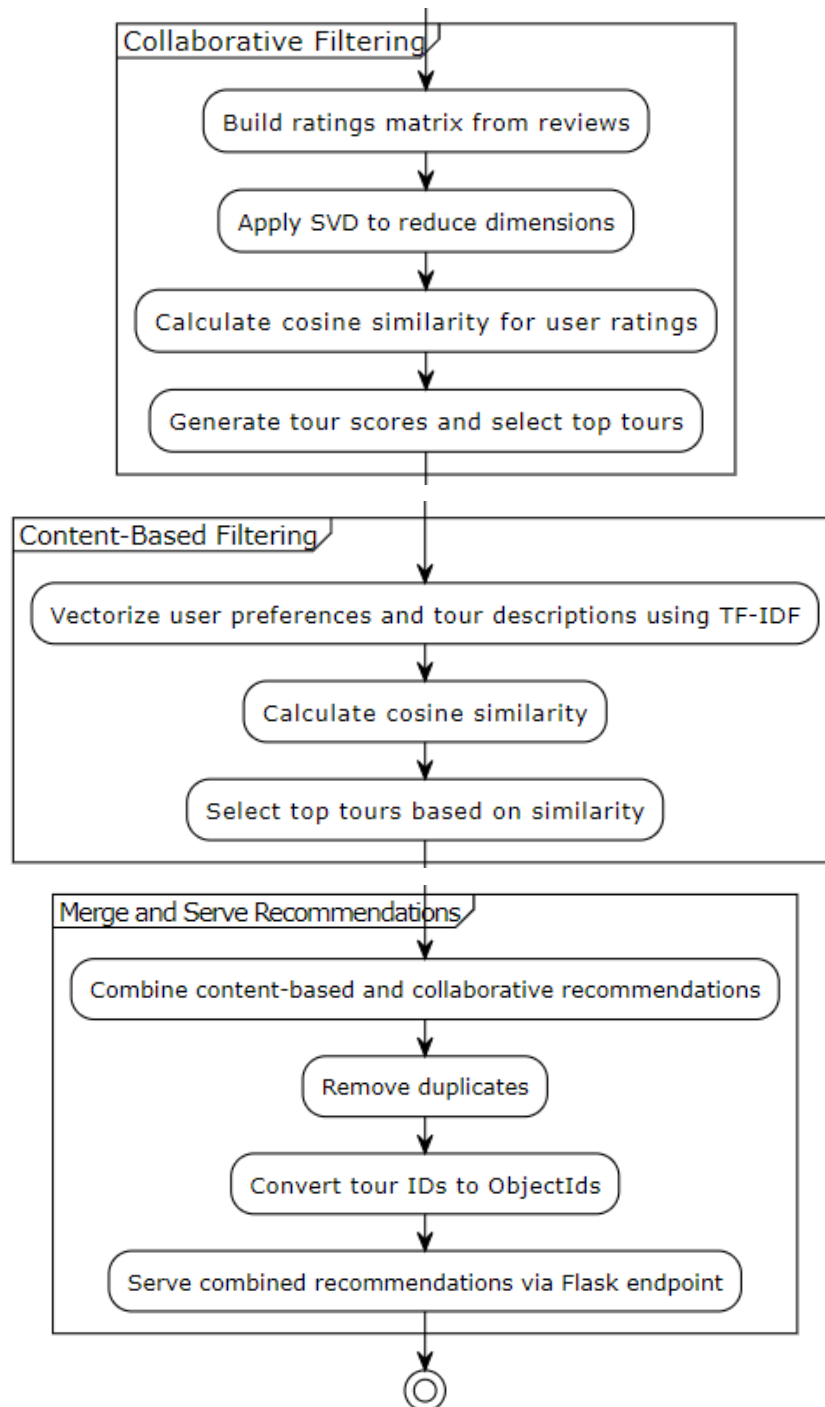 Collaborative Filtering
Build ratings matrix from reviews
Apply SVD to reduce dimensions
Calculate cosine similarity for user ratings
Generate tour scores and select top tours
Content-Based Filtering
Vectorize user preferences and tour descriptions using TF-IDF
Calculate cosine similarity
Select top tours based on similarity
Merge and Serve Recommendations
Combine content-based and collaborative recommendations
Remove duplicates
Convert tour IDs to ObjectIds
Serve combined recommendations via Flask endpoint